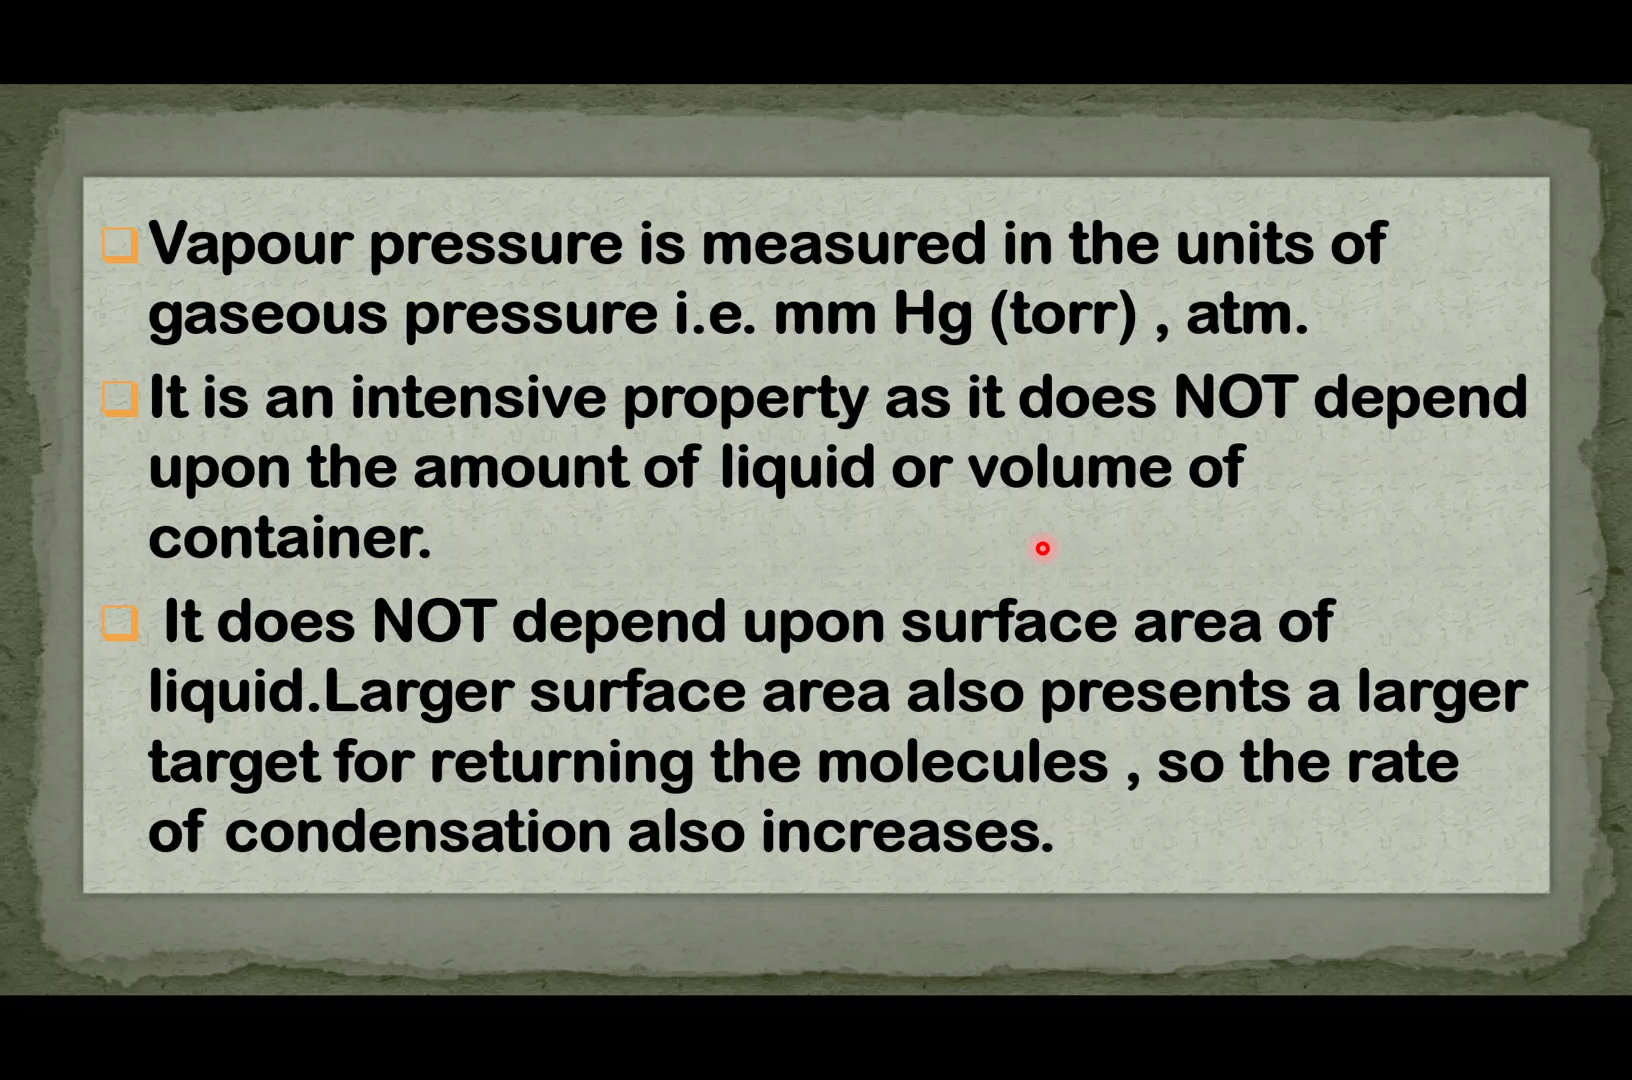 Vapour pressure is measured in the units of
gaseous pressure i.e. mm Hg (torr) , atm.
It is an intensive property as it does NOT depend
upon the amount of liquid or volume of
container.
It does NOT depend upon surface area of
liquid.Larger surface area also presents a larger
target for returning the molecules , so the rate
of condensation also increases.